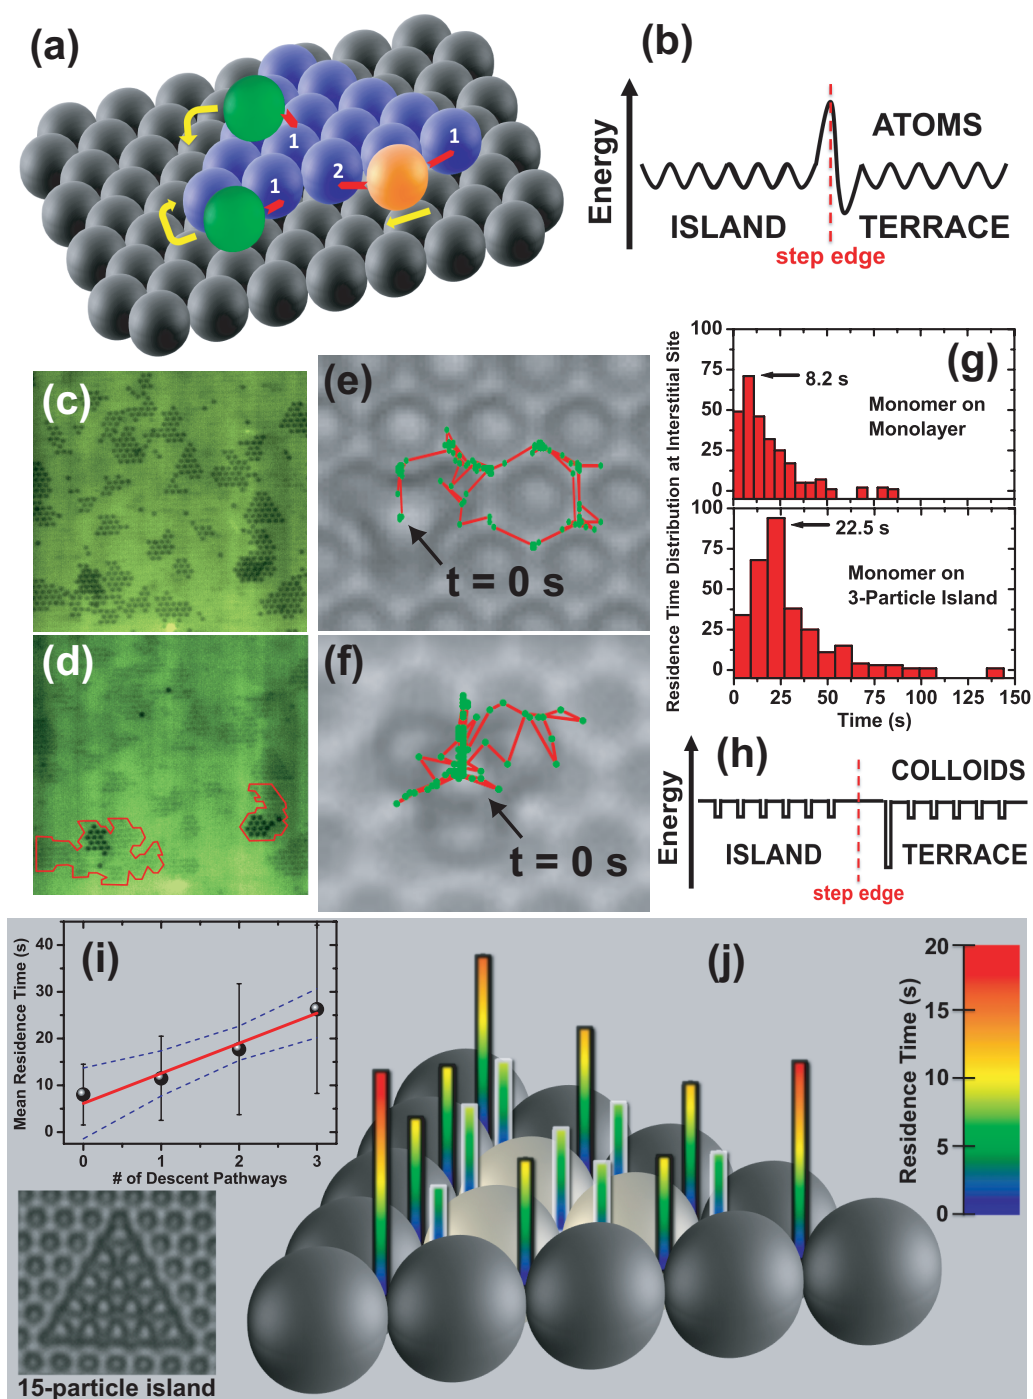 (a)
1
1
2
1
(b)
Energy
ATOMS
ISLAND
TERRACE
step edge
(c)
(d)
(e)
t = 0 s
(f)
t = 0 s
(g)
Residence Time Distribution at Interstitial Site
100
75
50
25
0
8.2 s
Monomer on
Monolayer
100
75
50
25
0
22.5 s
Monomer on
3-Particle Island
0 25 50 75 100 125 150
Time (s)
(h)
Energy
COLLOIDS
ISLAND
TERRACE
step edge
(i)
Mean Residence Time (s)
40
30
20
10
0
0 1 2 3
# of Descent Pathways
15-particle island
(j)
Residence Time (s)
20
15
10
5
0